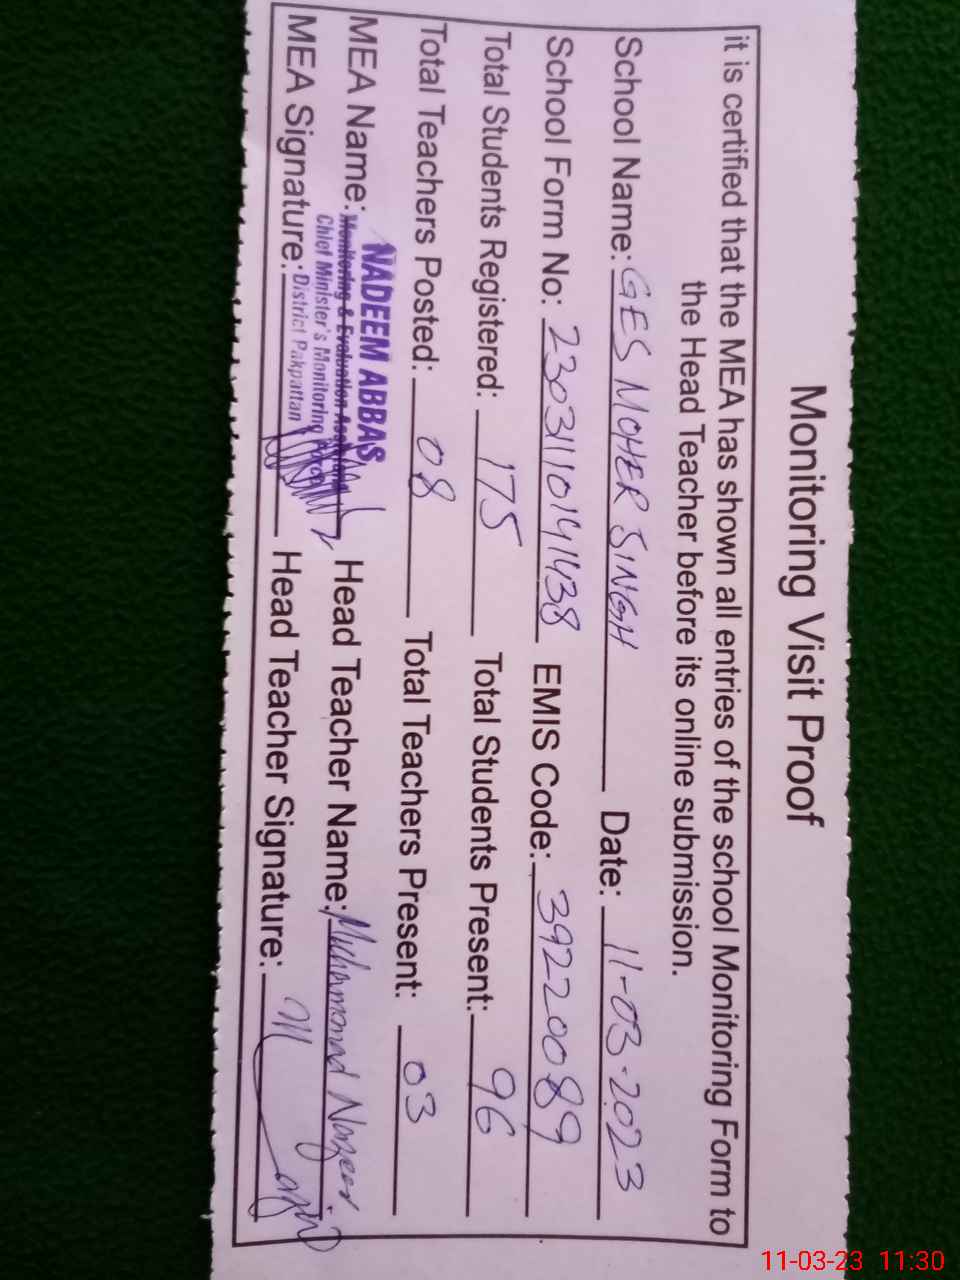 Monitoring Visit Proof
it is certified that the MEA has shown all entries of the school Monitoring Form to
the Head Teacher before its online submission.
School Name: GES MOHER SINGH Date: 11-03-2023
School Form No: 2303110141438 EMIS Code: 39220089
Total Students Registered: 175 Total Students Present: 96
Total Teachers Posted: 08 Total Teachers Present: 03
MEA Name: NADEEM ABBAS Head Teacher Name: Muhammad Nazeer
Monitoring & Evaluation Assistant
Chief Minister's Monitoring Force
District Pakpattan
MEA Signature: Head Teacher Signature:
11-03-23 11:30